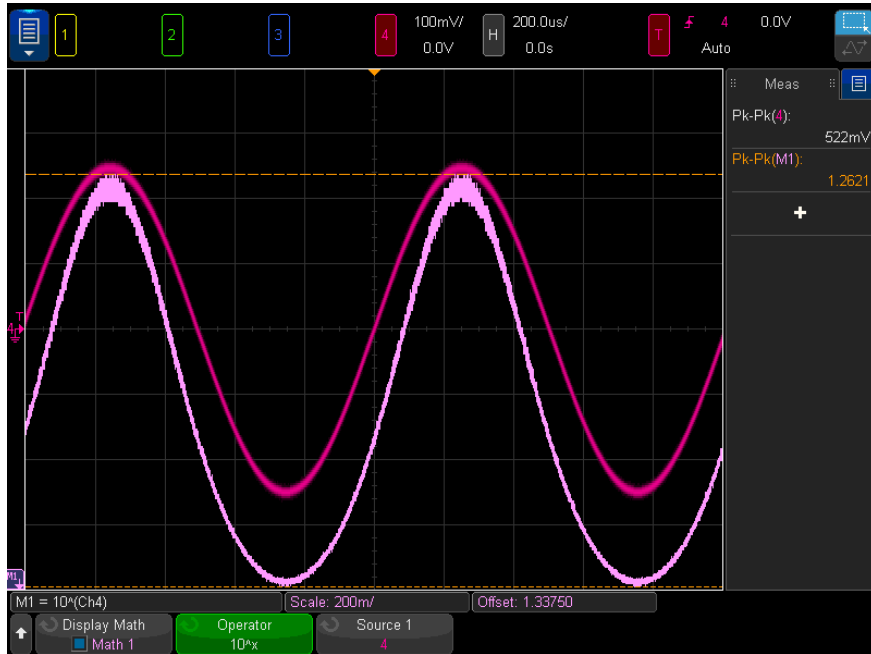 1 2 3 4 100mV/ H 200.0us/ T 4 0.0V
0.0V 0.0s Auto
Meas
Pk-Pk(4):
522mV
Pk-Pk(M1):
1.2621
+
T
4
M1
M1 = 10^(Ch4) Scale: 200m/ Offset: 1.33750
Display Math Operator Source 1
Math 1 10^x 4